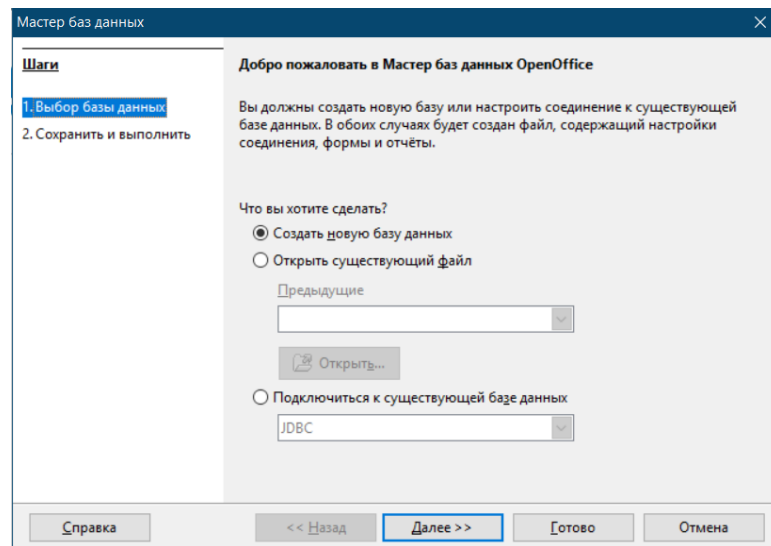 Мастер баз данных
Шаги
1. Выбор базы данных
2. Сохранить и выполнить
Добро пожаловать в Мастер баз данных OpenOffice
Вы должны создать новую базу или настроить соединение к существующей
базе данных. В обоих случаях будет создан файл, содержащий настройки
соединения, формы и отчёты.
Что вы хотите сделать?
Создать новую базу данных
Открыть существующий файл
Предыдущие
Открыть...
Подключиться к существующей базе данных
JDBC
Справка
<< Назад
Далее >>
Готово
Отмена